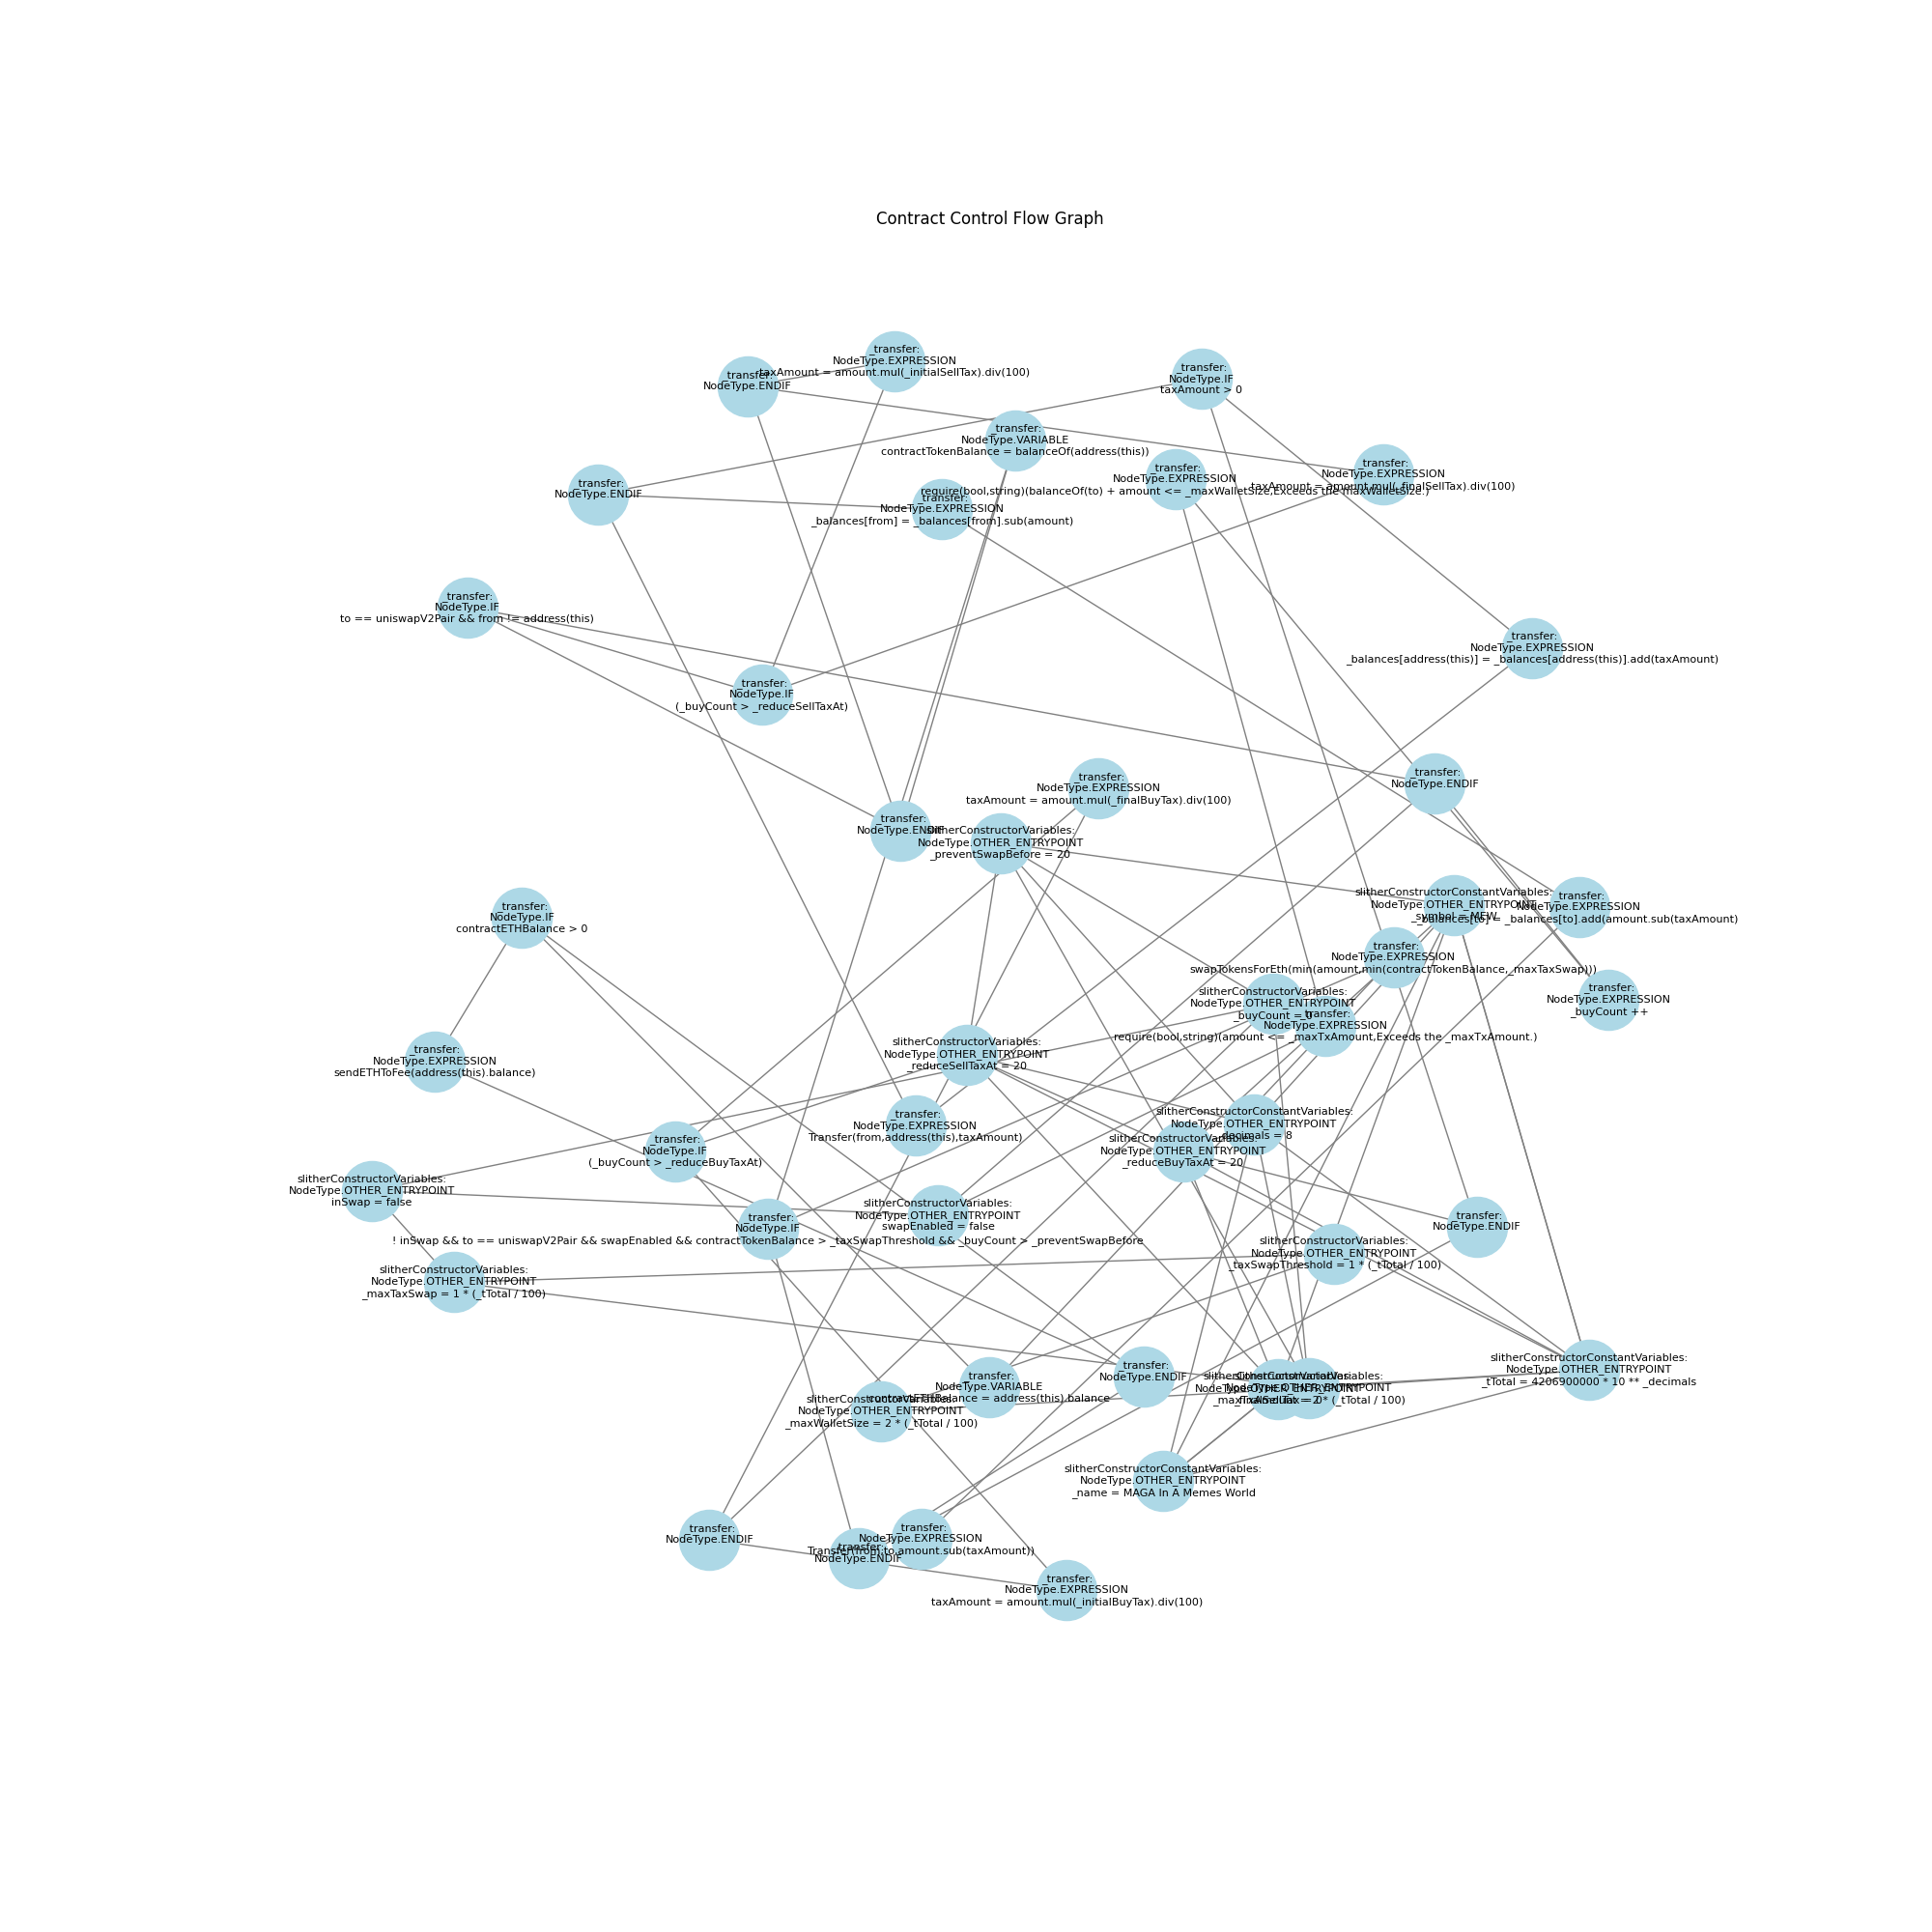 Contract Control Flow Graph
_transfer:
NodeType.EXPRESSION
taxAmount = amount.mul(_initialSellTax).div(100)
_transfer:
NodeType.ENDIF
_transfer:
NodeType.IF
taxAmount > 0
_transfer:
NodeType.VARIABLE
contractTokenBalance = balanceOf(address(this))
_transfer:
NodeType.EXPRESSION
taxAmount = amount.mul(_finalSellTax).div(100)
_transfer:
NodeType.EXPRESSION
require(bool,string)(balanceOf(to) + amount <= _maxWalletSize,Exceeds the maxWalletSize.)
_transfer:
NodeType.ENDIF
_transfer:
NodeType.EXPRESSION
_balances[from] = _balances[from].sub(amount)
_transfer:
NodeType.IF
to == uniswapV2Pair && from != address(this)
_transfer:
NodeType.EXPRESSION
_balances[address(this)] = _balances[address(this)].add(taxAmount)
_transfer:
NodeType.IF
(_buyCount > _reduceSellTaxAt)
_transfer:
NodeType.EXPRESSION
taxAmount = amount.mul(_finalBuyTax).div(100)
_transfer:
NodeType.ENDIF
_transfer:
NodeType.ENDIF
slitherConstructorVariables:
NodeType.OTHER_ENTRYPOINT
_preventSwapBefore = 20
slitherConstructorConstantVariables:
NodeType.OTHER_ENTRYPOINT
_symbol = MEW
_transfer:
NodeType.EXPRESSION
_balances[to] = _balances[to].add(amount.sub(taxAmount)
_transfer:
NodeType.IF
contractETHBalance > 0
_transfer:
NodeType.EXPRESSION
swapTokensForEth(min(amount,min(contractTokenBalance,_maxTaxSwap)))
slitherConstructorVariables:
NodeType.OTHER_ENTRYPOINT
_buyCount = 0
_transfer:
NodeType.EXPRESSION
_buyCount ++
_transfer:
NodeType.EXPRESSION
require(bool,string)(amount <= _maxTxAmount,Exceeds the _maxTxAmount.)
slitherConstructorVariables:
NodeType.OTHER_ENTRYPOINT
_reduceSellTaxAt = 20
_transfer:
NodeType.EXPRESSION
sendETHToFee(address(this).balance)
_transfer:
NodeType.EXPRESSION
Transfer(from,address(this),taxAmount)
slitherConstructorConstantVariables:
NodeType.OTHER_ENTRYPOINT
_decimals = 8
slitherConstructorVariables:
NodeType.OTHER_ENTRYPOINT
_reduceBuyTaxAt = 20
_transfer:
NodeType.IF
(_buyCount > _reduceBuyTaxAt)
slitherConstructorVariables:
NodeType.OTHER_ENTRYPOINT
inSwap = false
slitherConstructorVariables:
NodeType.OTHER_ENTRYPOINT
swapEnabled = false
_transfer:
NodeType.IF
! inSwap && to == uniswapV2Pair && swapEnabled && contractTokenBalance > _taxSwapThreshold && _buyCount > _preventSwapBefore
_transfer:
NodeType.ENDIF
slitherConstructorVariables:
NodeType.OTHER_ENTRYPOINT
_taxSwapThreshold = 1 * (_tTotal / 100)
slitherConstructorVariables:
NodeType.OTHER_ENTRYPOINT
_maxTaxSwap = 1 * (_tTotal / 100)
slitherConstructorConstantVariables:
NodeType.OTHER_ENTRYPOINT
_tTotal = 4206900000 * 10 ** _decimals
_transfer:
NodeType.ENDIF
_transfer:
NodeType.VARIABLE
contractETHBalance = address(this).balance
slitherConstructorVariables:
NodeType.OTHER_ENTRYPOINT
_maxWalletSize = 2 * (_tTotal / 100)
NodeType.OTHER_ENTRYPOINT
slitherConstructorConstantVariables:
NodeType.OTHER_ENTRYPOINT
_name = MAGA In A Memes World
_transfer:
NodeType.ENDIF
_transfer:
NodeType.EXPRESSION
Transfer(from,to,amount.sub(taxAmount))
_transfer:
NodeType.ENDIF
_transfer:
NodeType.EXPRESSION
taxAmount = amount.mul(_initialBuyTax).div(100)